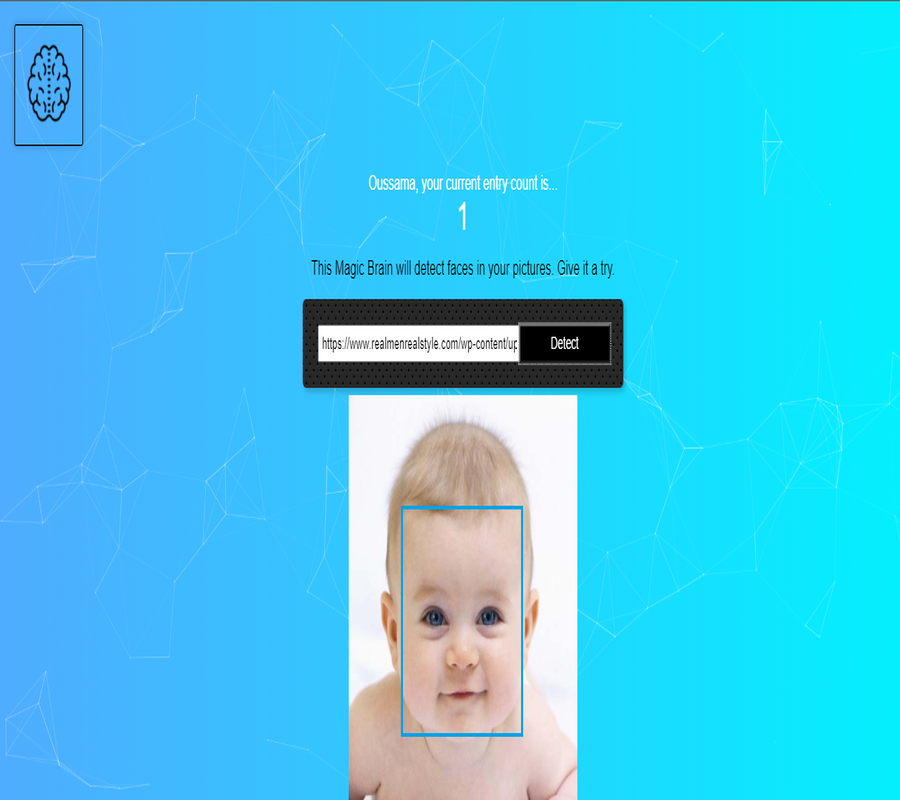 Oussama, your current entry count is...
1
This Magic Brain will detect faces in your pictures. Give it a try.
https://www.realmenrealstyle.com/wp-content/up
Detect